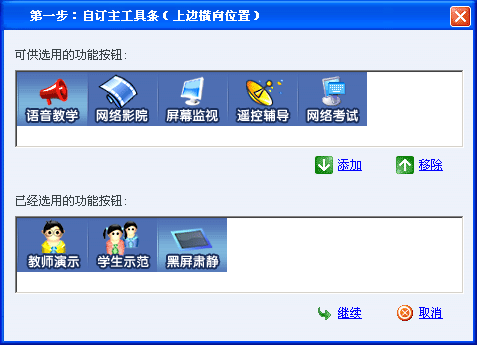 第一步：自订主工具条（上边横向位置）
可供选用的功能按钮:
语音教学 网络影院 屏幕监视 遥控辅导 网络考试
添加 移除
已经选用的功能按钮:
教师演示 学生示范 黑屏肃静
继续 取消